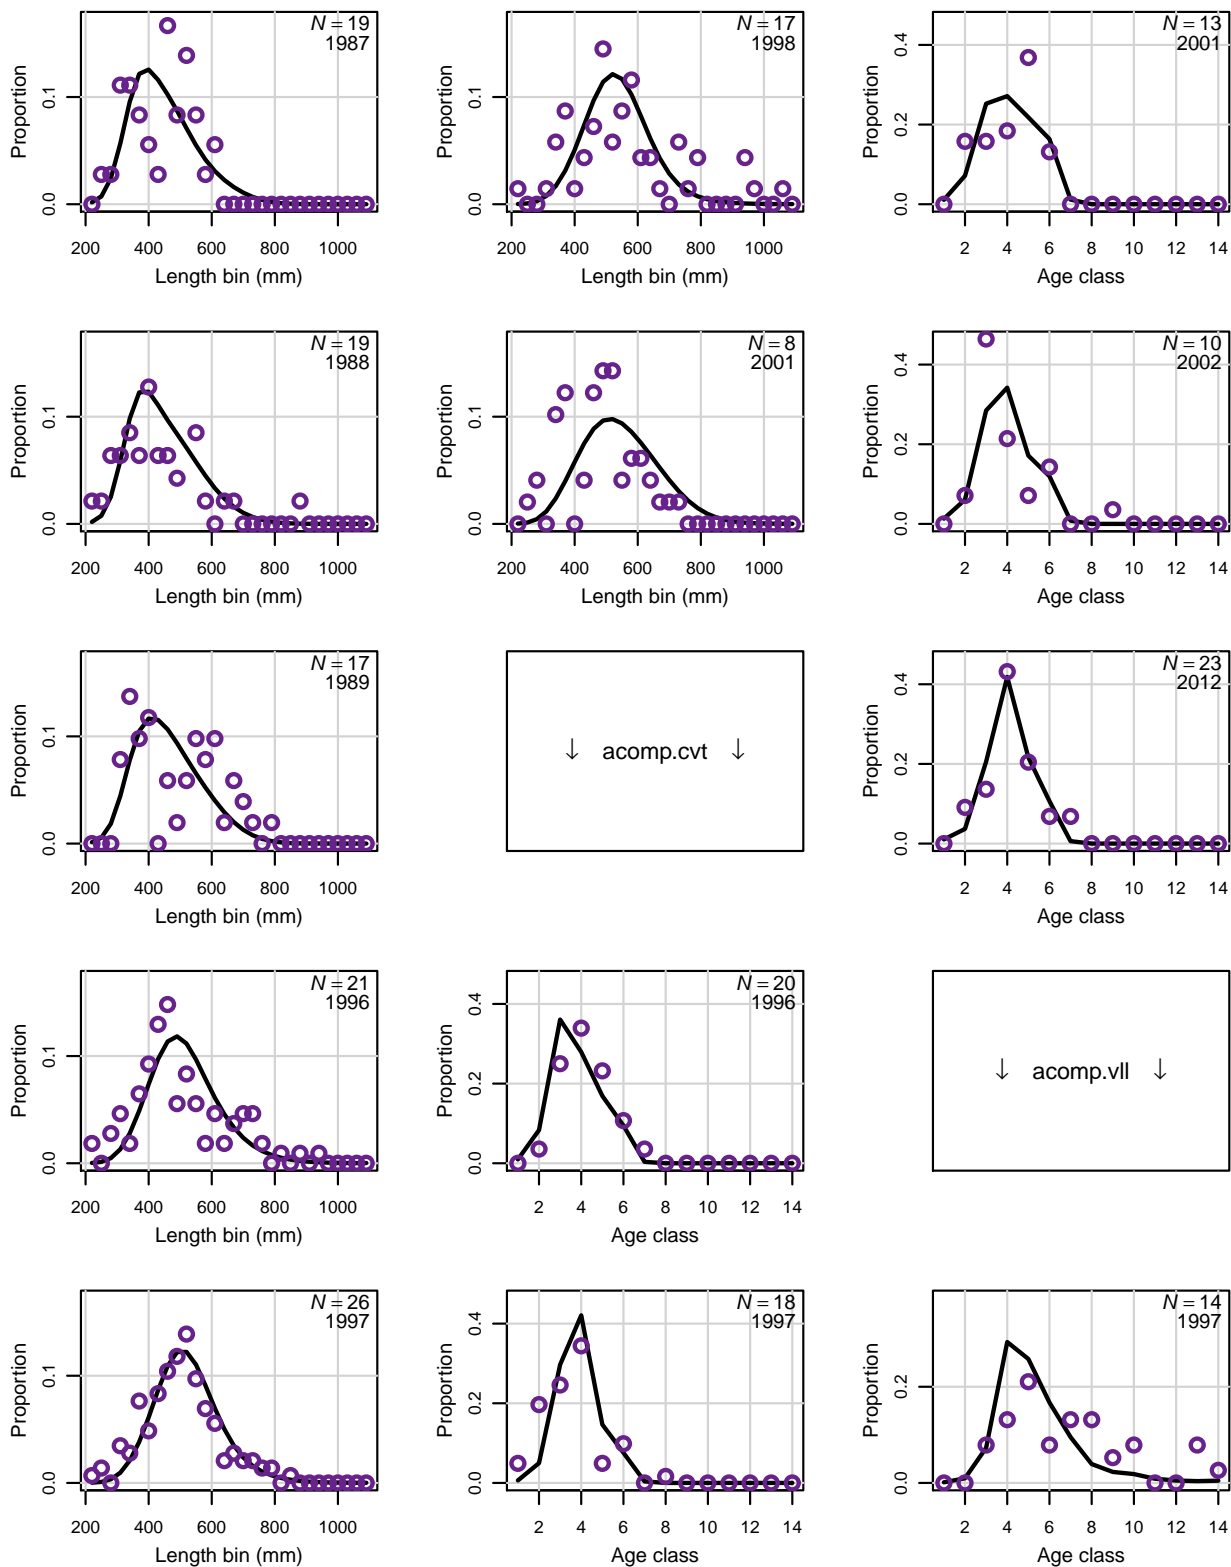 N = 19
1987
Proportion
0.0 0.1
200 400 600 800 1000
Length bin (mm)
N = 17
1998
Proportion
0.0 0.1
200 400 600 800 1000
Length bin (mm)
N = 13
2001
Proportion
0.0 0.2 0.4
2 4 6 8 10 12 14
Age class
N = 19
1988
Proportion
0.0 0.1
200 400 600 800 1000
Length bin (mm)
N = 8
2001
Proportion
0.0 0.1
200 400 600 800 1000
Length bin (mm)
N = 10
2002
Proportion
0.0 0.2 0.4
2 4 6 8 10 12 14
Age class
N = 17
1989
Proportion
0.0 0.1
200 400 600 800 1000
Length bin (mm)
↓ acomp.cvt ↓
N = 23
2012
Proportion
0.0 0.2 0.4
2 4 6 8 10 12 14
Age class
N = 21
1996
Proportion
0.0 0.1
200 400 600 800 1000
Length bin (mm)
N = 20
1996
Proportion
0.0 0.2 0.4
2 4 6 8 10 12 14
Age class
↓ acomp.vll ↓
N = 26
1997
Proportion
0.0 0.1
200 400 600 800 1000
Length bin (mm)
N = 18
1997
Proportion
0.0 0.2 0.4
2 4 6 8 10 12 14
Age class
N = 14
1997
Proportion
0.0 0.2
2 4 6 8 10 12 14
Age class